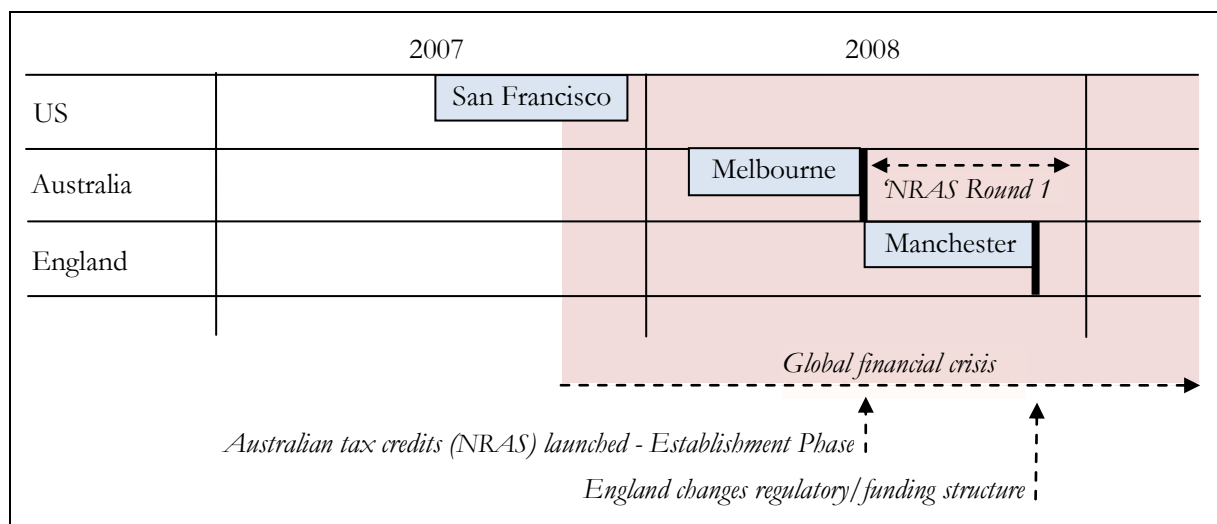 2007 2008
US San Francisco
Australia Melbourne ‘NRAS Round 1
England Manchester
Global financial crisis
Australian tax credits (NRAS) launched - Establishment Phase
England changes regulatory/funding structure